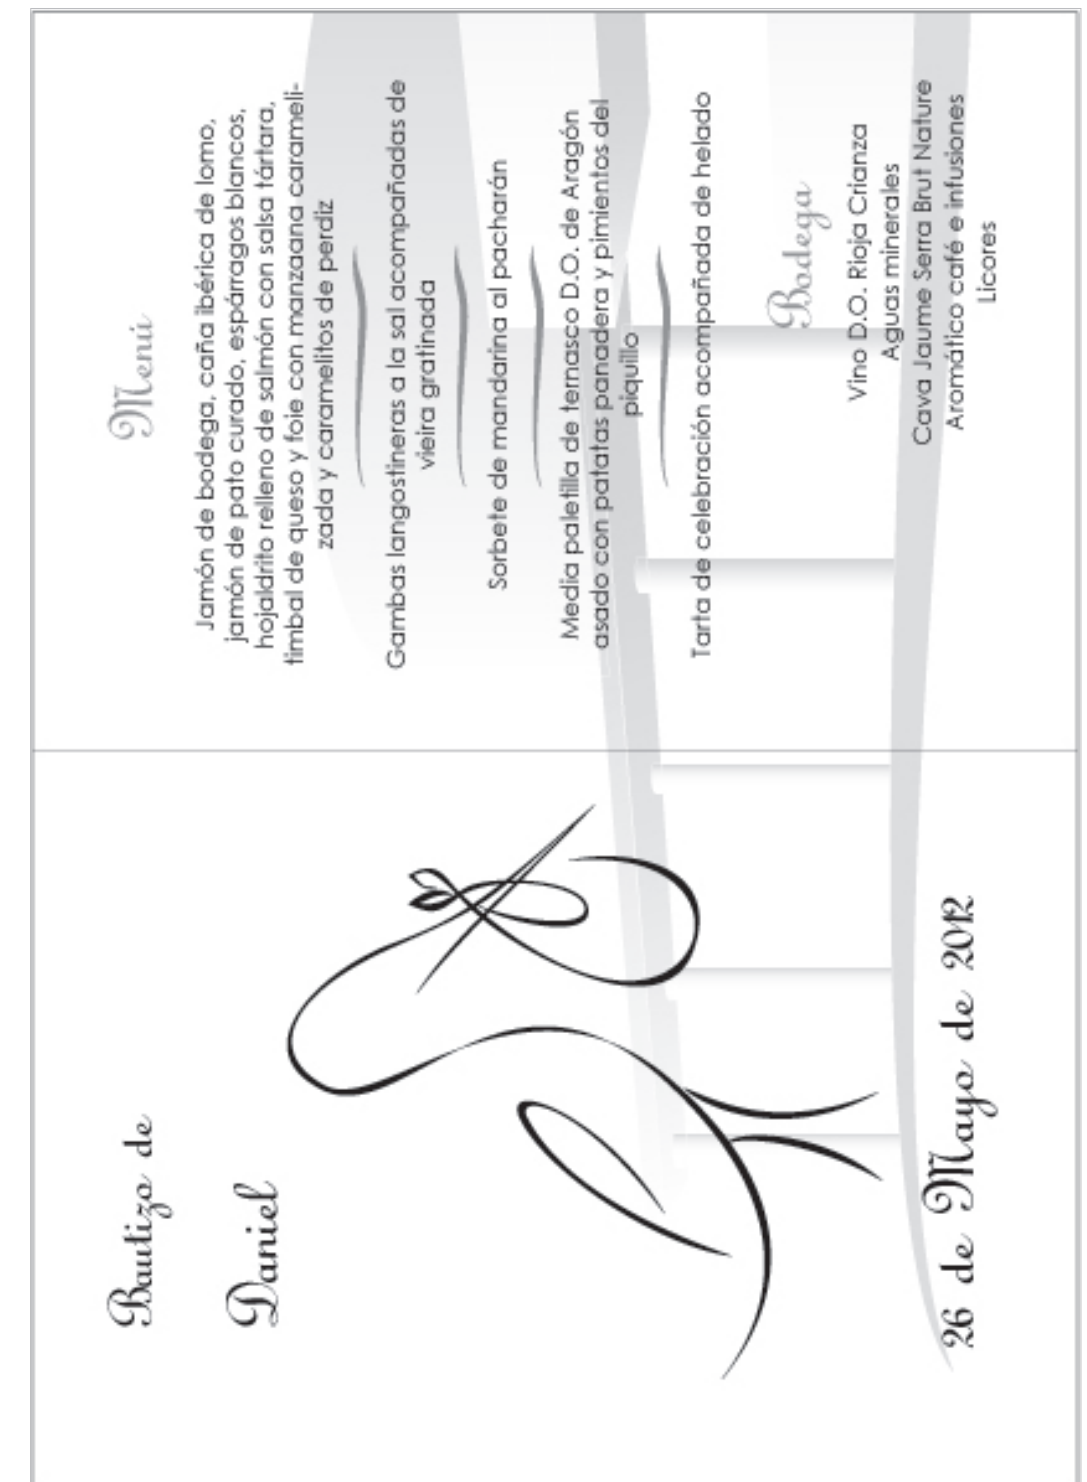 Bautizo de
Daniel
26 de Mayo de 2012
Menú
Jamón de bodega, caña ibérica de lomo,
jamón de pato curado, espárragos blancos,
hojaldrito relleno de salmón con salsa tártara,
timbal de queso y foie con manzaana carameli-
zada y caramelitos de perdiz
Gambas langostineras a la sal acompañadas de
vieira gratinada
Sorbete de mandarina al pacharán
Media paletilla de ternasco D.O. de Aragón
asado con patatas panadera y pimientos del
piquillo
Tarta de celebración acompañada de helado
Bodega
Vino D.O. Rioja Crianza
Aguas minerales
Cava Jaume Serra Brut Nature
Aromático café e infusiones
Licores